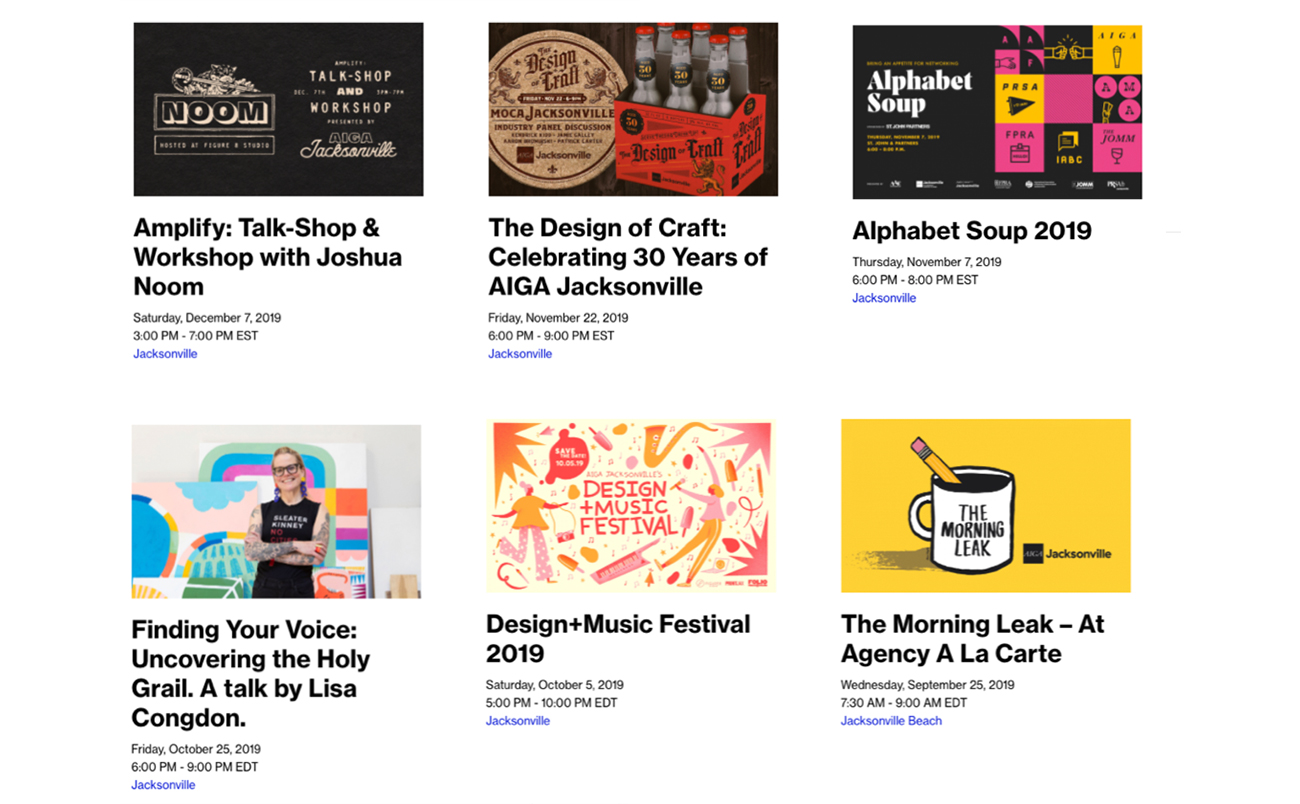 NOOM
HOSTED AT FIGURE 8 STUDIO
AMPLIFY:
TALK-SHOP
DEC. 7TH AND 3PM-7PM
WORKSHOP
PRESENTED BY
AIGA
Jacksonville
Amplify: Talk-Shop &
Workshop with Joshua
Noom
Saturday, December 7, 2019
3:00 PM - 7:00 PM EST
Jacksonville
The
Design of
Craft
FRIDAY • NOV 22 • 6-9PM
MOCA JACKSONVILLE
INDUSTRY PANEL DISCUSSION
AIGA Jacksonville
30
YEARS
30
30
Design of Craft
The Design of Craft:
Celebrating 30 Years of
AIGA Jacksonville
Friday, November 22, 2019
6:00 PM - 9:00 PM EST
Jacksonville
BRING AN APPETITE FOR NETWORKING
Alphabet
Soup
ST. JOHN PARTNERS
THURSDAY, NOVEMBER 7, 2019
ST. JOHN & PARTNERS
6:00 - 8:00 P.M.
A A
F
AIGA
PRSA
A M
A
FPRA
IABC
THE
JOMM
Alphabet Soup 2019
Thursday, November 7, 2019
6:00 PM - 8:00 PM EST
Jacksonville
SLEATER
KINNEY
NO
Finding Your Voice:
Uncovering the Holy
Grail. A talk by Lisa
Congdon.
Friday, October 25, 2019
6:00 PM - 9:00 PM EDT
Jacksonville
SAVE
THE DATE!
10.05.19
AIGA JACKSONVILLE'S
DESIGN
+MUSIC
FESTIVAL
FOLIO
Design+Music Festival
2019
Saturday, October 5, 2019
5:00 PM - 10:00 PM EDT
Jacksonville
THE
MORNING
LEAK
AIGA Jacksonville
The Morning Leak – At
Agency A La Carte
Wednesday, September 25, 2019
7:30 AM - 9:00 AM EDT
Jacksonville Beach